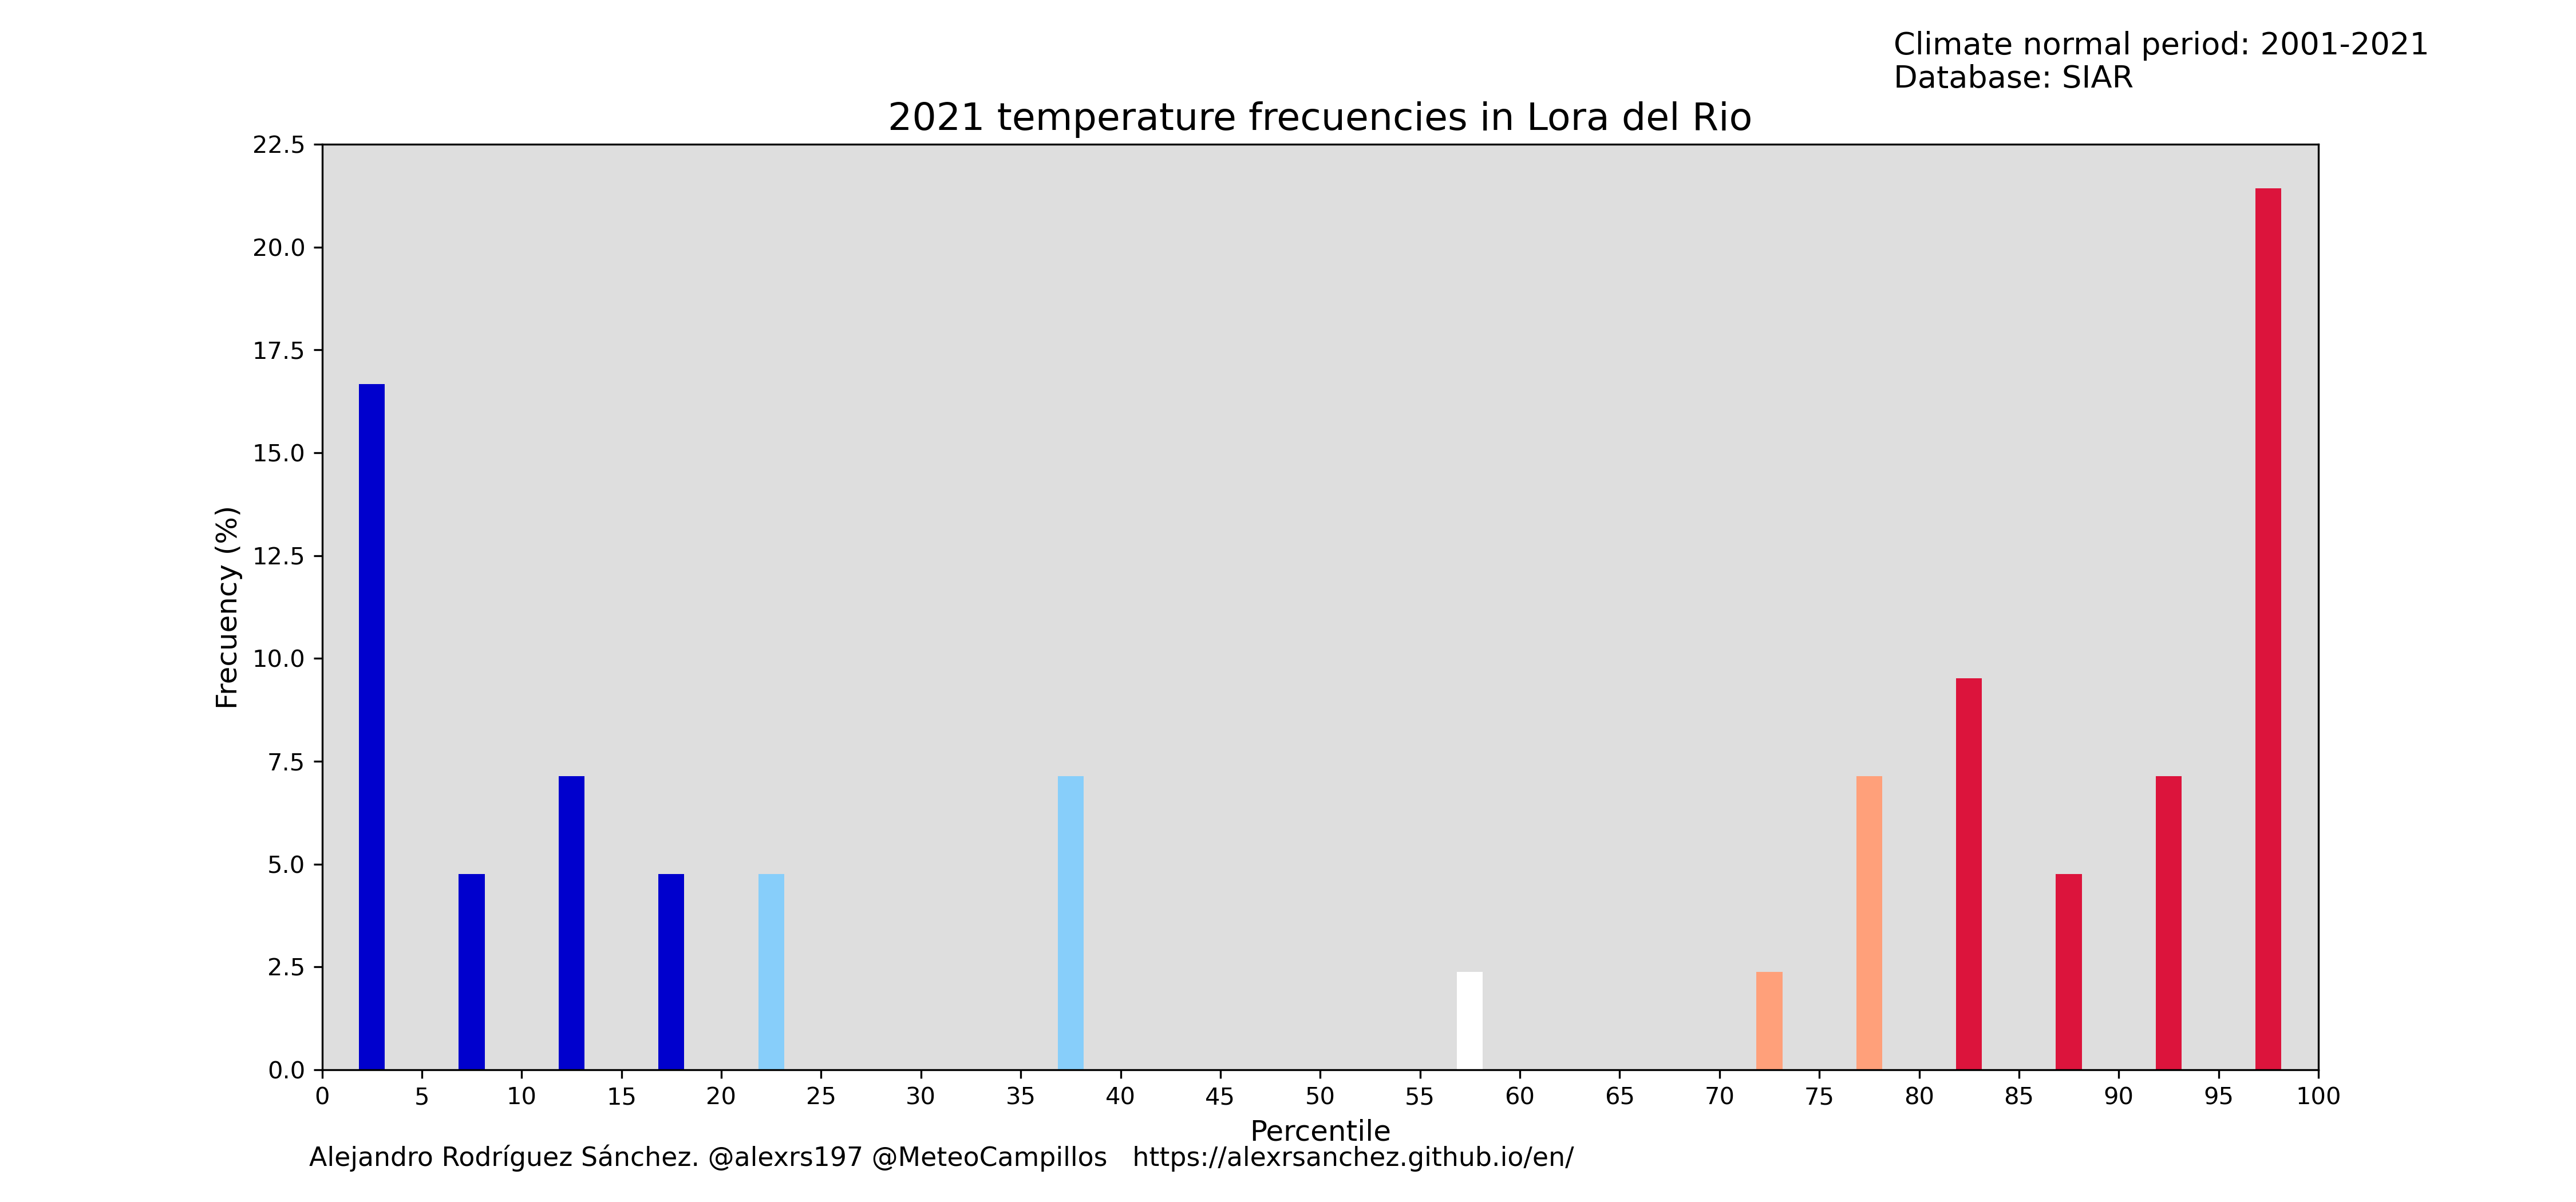 Climate normal period: 2001-2021
Database: SIAR
2021 temperature frecuencies in Lora del Rio
22.5
20.0
17.5
15.0
12.5
10.0
7.5
5.0
2.5
0.0
Frecuency (%)
0 5 10 15 20 25 30 35 40 45 50 55 60 65 70 75 80 85 90 95 100
Percentile
Alejandro Rodríguez Sánchez. @alexrs197 @MeteoCampillos https://alexrsanchez.github.io/en/